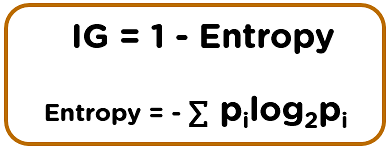 IG = 1 - Entropy
Entropy = - ∑ pᵢlog₂pᵢ